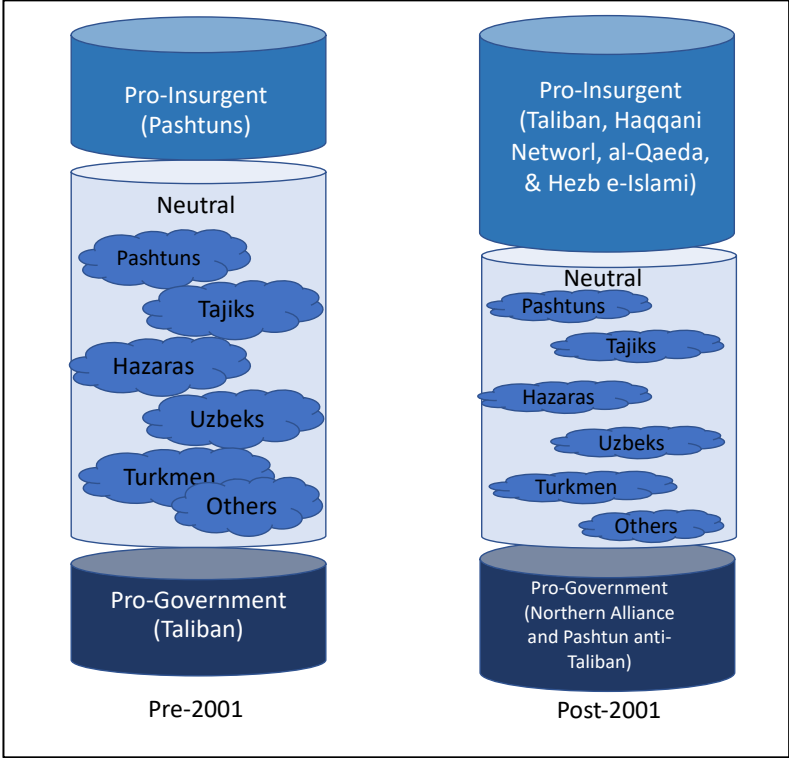 Pro-Insurgent
(Pashtuns)
Neutral
Pashtuns
Tajiks
Hazaras
Uzbeks
Turkmen
Others
Pro-Government
(Taliban)
Pre-2001
Pro-Insurgent
(Taliban, Haqqani
Networl, al-Qaeda,
& Hezb e-Islami)
Neutral
Pashtuns
Tajiks
Hazaras
Uzbeks
Turkmen
Others
Pro-Government
(Northern Alliance
and Pashtun anti-
Taliban)
Post-2001